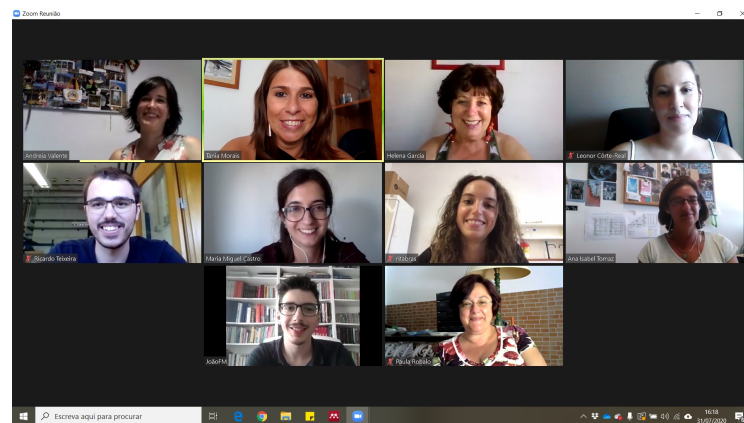 Zoom Reunião
Andreia Valente
Tânia Morais
Helena Garcia
Leonor Côrte-Real
Ricardo Teixeira
Maria Miguel Castro
ritabras
Ana Isabel Tomaz
JoãoFM
Paula Robalo
Escreva aqui para procurar
16:18
31/07/2020